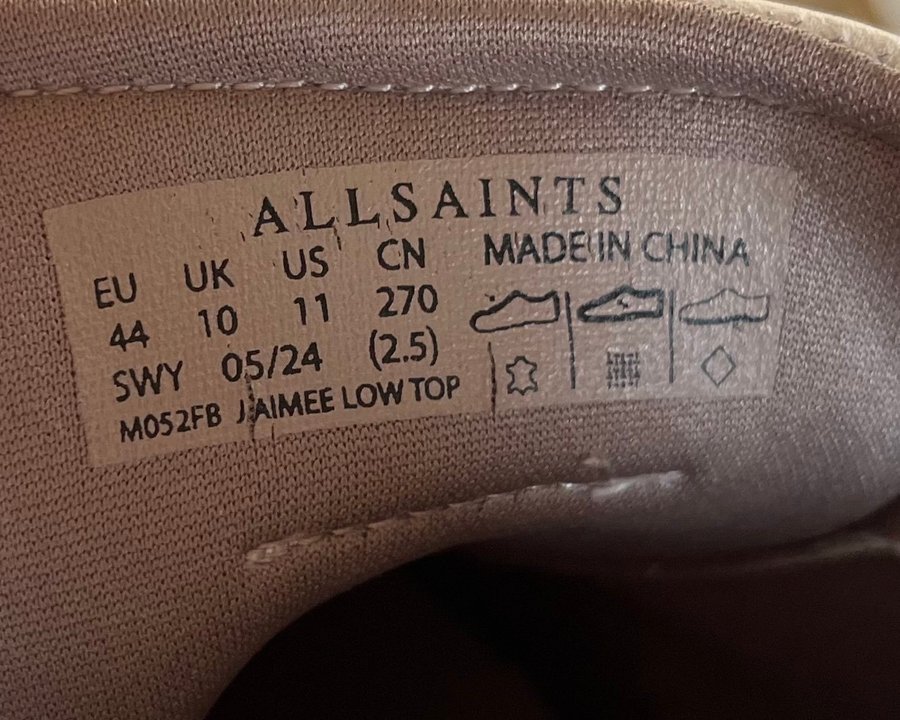 ALLSAINTS
EU UK US CN
44 10 11 270
SWY 05/24 (2.5)
M052FB JAIMEE LOW TOP
MADE IN CHINA